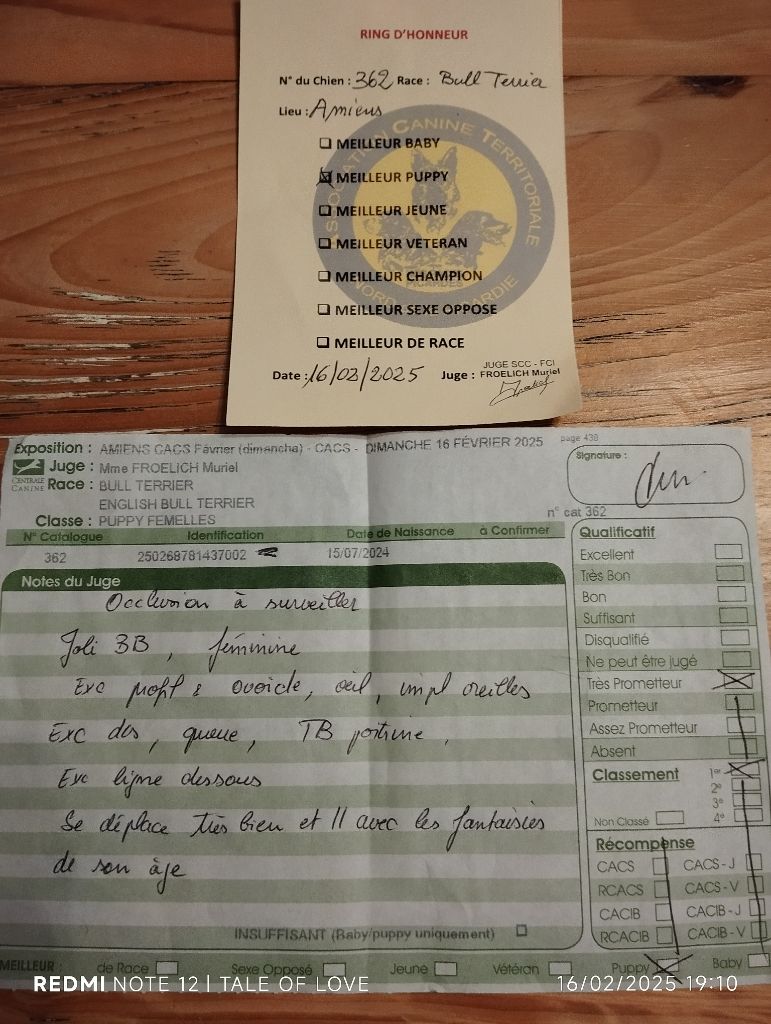 RING D'HONNEUR
N° du Chien : 362 Race : Bull Terrier
Lieu : Amiens
ASSOCIATION CANINE TERRITORIALE
❑ MEILLEUR BABY
☒ MEILLEUR PUPPY
❑ MEILLEUR JEUNE
❑ MEILLEUR VETERAN
❑ MEILLEUR CHAMPION
❑ MEILLEUR SEXE OPPOSE
❑ MEILLEUR DE RACE
JUGE SCC - FCI
Date : 16/02/2025 Juge : FROELICH Muriel
Exposition : AMIENS CACS Février (dimanche) - CACS - DIMANCHE 16 FÉVRIER 2025 page 438
Juge : Mme FROELICH Muriel
Signature :
CENTRALE CANINE
Race : BULL TERRIER
ENGLISH BULL TERRIER
Classe : PUPPY FEMELLES
n° cat 362
N° Catalogue Identification Date de Naissance à Confirmer
362 250268781437002 15/07/2024
Notes du Juge
Occlusion à surveiller
Joli 3B, féminine
Exc profil : ovoïde, œil, impl oreilles
Exc dos, queue, TB poitrine,
Exc ligne dessous
Se déplace très bien et // avec les fantaisies
de son âge
INSUFFISANT (Baby/puppy uniquement)
Qualificatif
Excellent
Très Bon
Bon
Suffisant
Disqualifié
Ne peut être jugé
Très Prometteur
Prometteur
Assez Prometteur
Absent
Classement 1er
2e
3e
Non Classé 4e
Récompense
CACS CACS - J
RCACS CACS - V
CACIB CACIB - J
RCACIB CACIB - V
MEILLEUR : de Race Sexe Opposé Jeune Vétéran Puppy Baby
REDMI NOTE 12 | TALE OF LOVE
16/02/2025 19:10